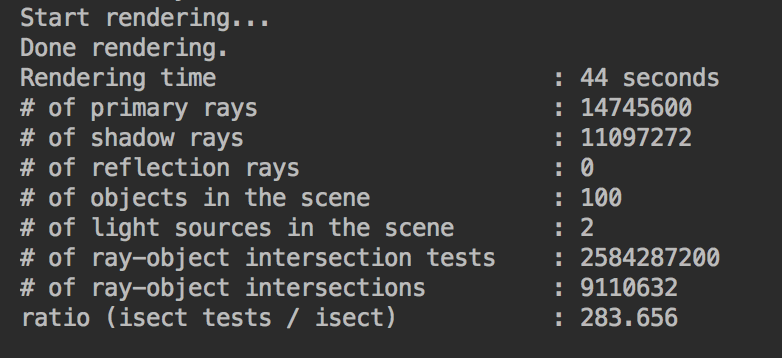 Start rendering...
Done rendering.
Rendering time : 44 seconds
# of primary rays : 14745600
# of shadow rays : 11097272
# of reflection rays : 0
# of objects in the scene : 100
# of light sources in the scene : 2
# of ray-object intersection tests : 2584287200
# of ray-object intersections : 9110632
ratio (isect tests / isect) : 283.656